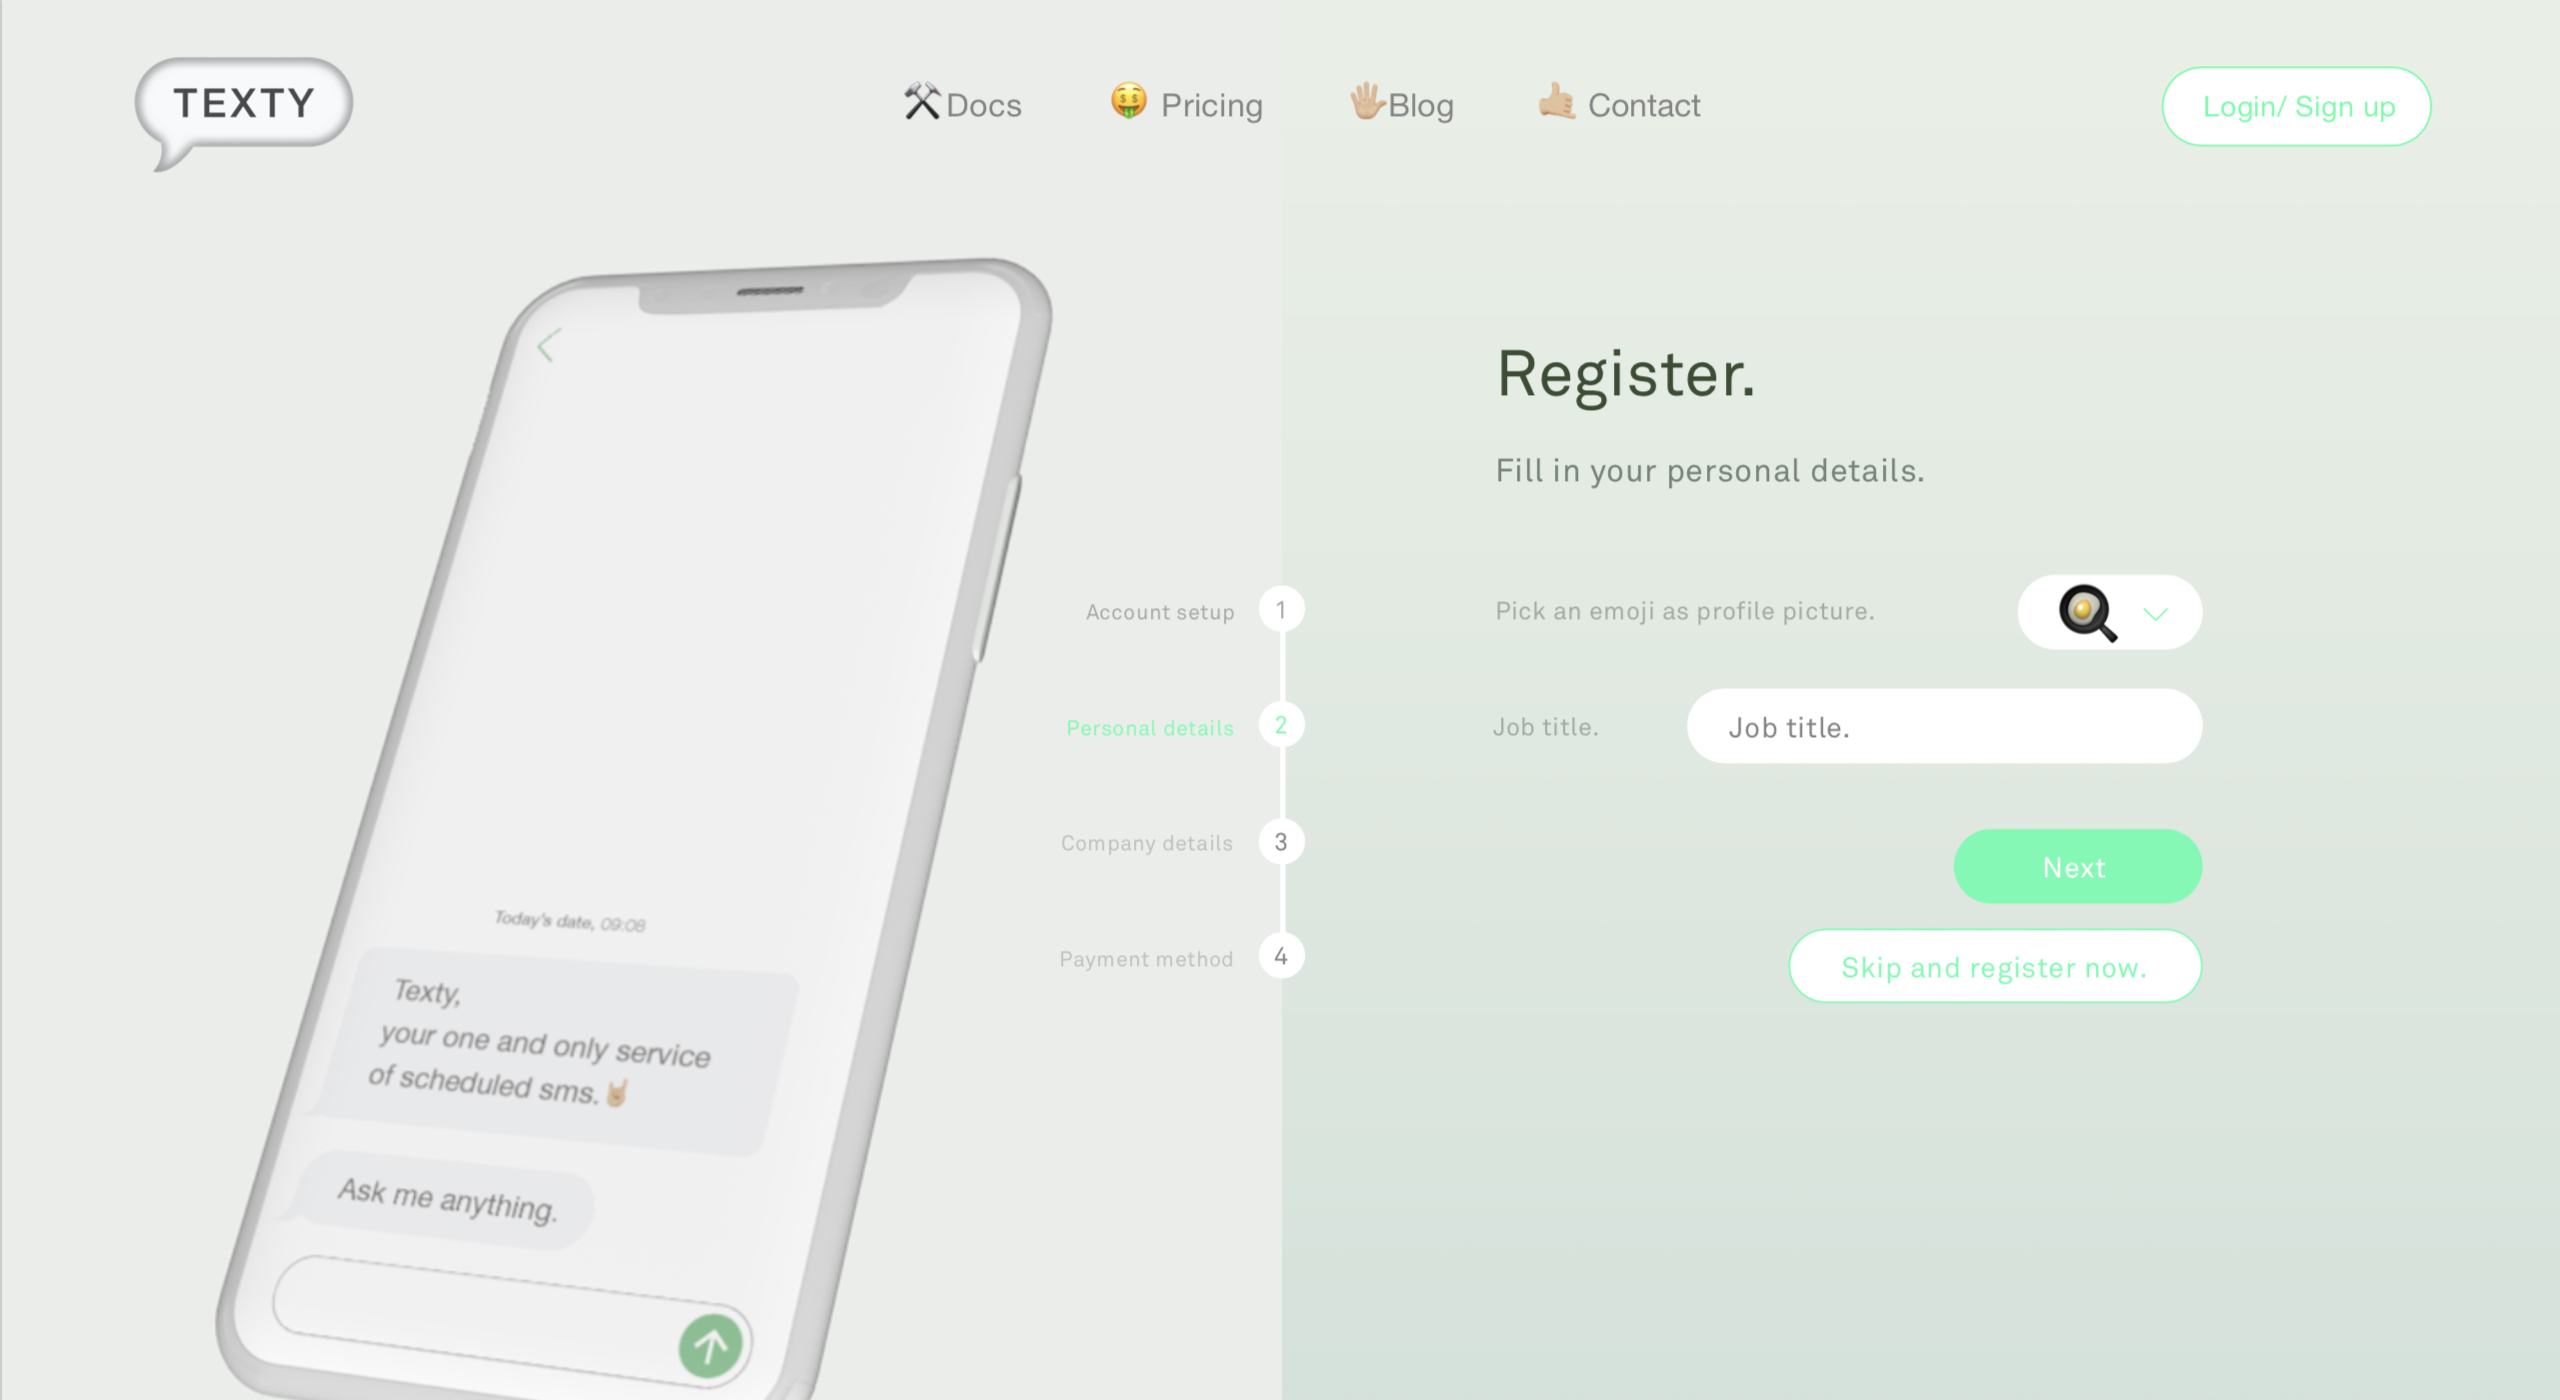 TEXTY
Docs
Pricing
Blog
Contact
Login/ Sign up
Register.
Fill in your personal details.
Account setup 1
Personal details 2
Company details 3
Payment method 4
Pick an emoji as profile picture.
Job title.
Job title.
Next
Skip and register now.
Today's date, 09:08
Texty,
your one and only service
of scheduled sms.🤘🏼
Ask me anything.